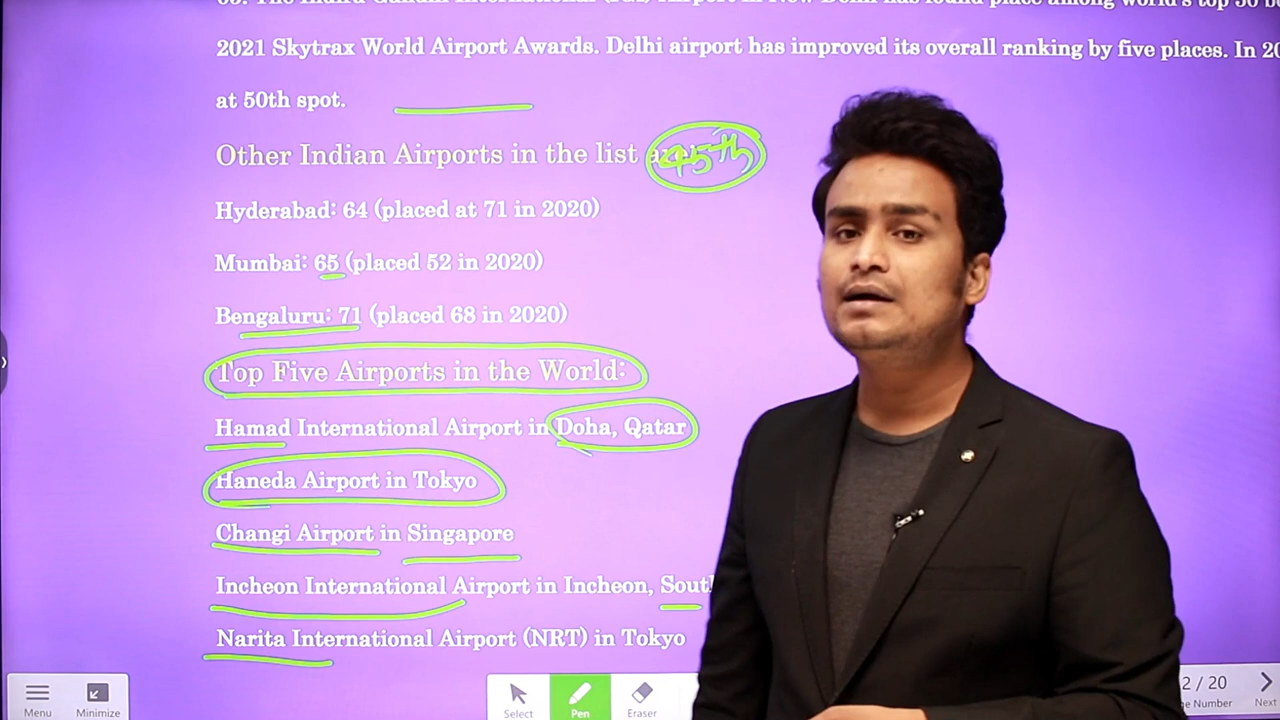 2021 Skytrax World Airport Awards. Delhi airport has improved its overall ranking by five places. In
at 50th spot.
Other Indian Airports in the list
45th
Hyderabad: 64 (placed at 71 in 2020)
Mumbai: 65 (placed 52 in 2020)
Bengaluru: 71 (placed 68 in 2020)
Top Five Airports in the World:
Hamad International Airport in Doha, Qatar
Haneda Airport in Tokyo
Changi Airport in Singapore
Incheon International Airport in Incheon,
Narita International Airport (NRT) in Tokyo
Menu
Minimize
Select
Pen
Eraser
2 / 20
Number
Next